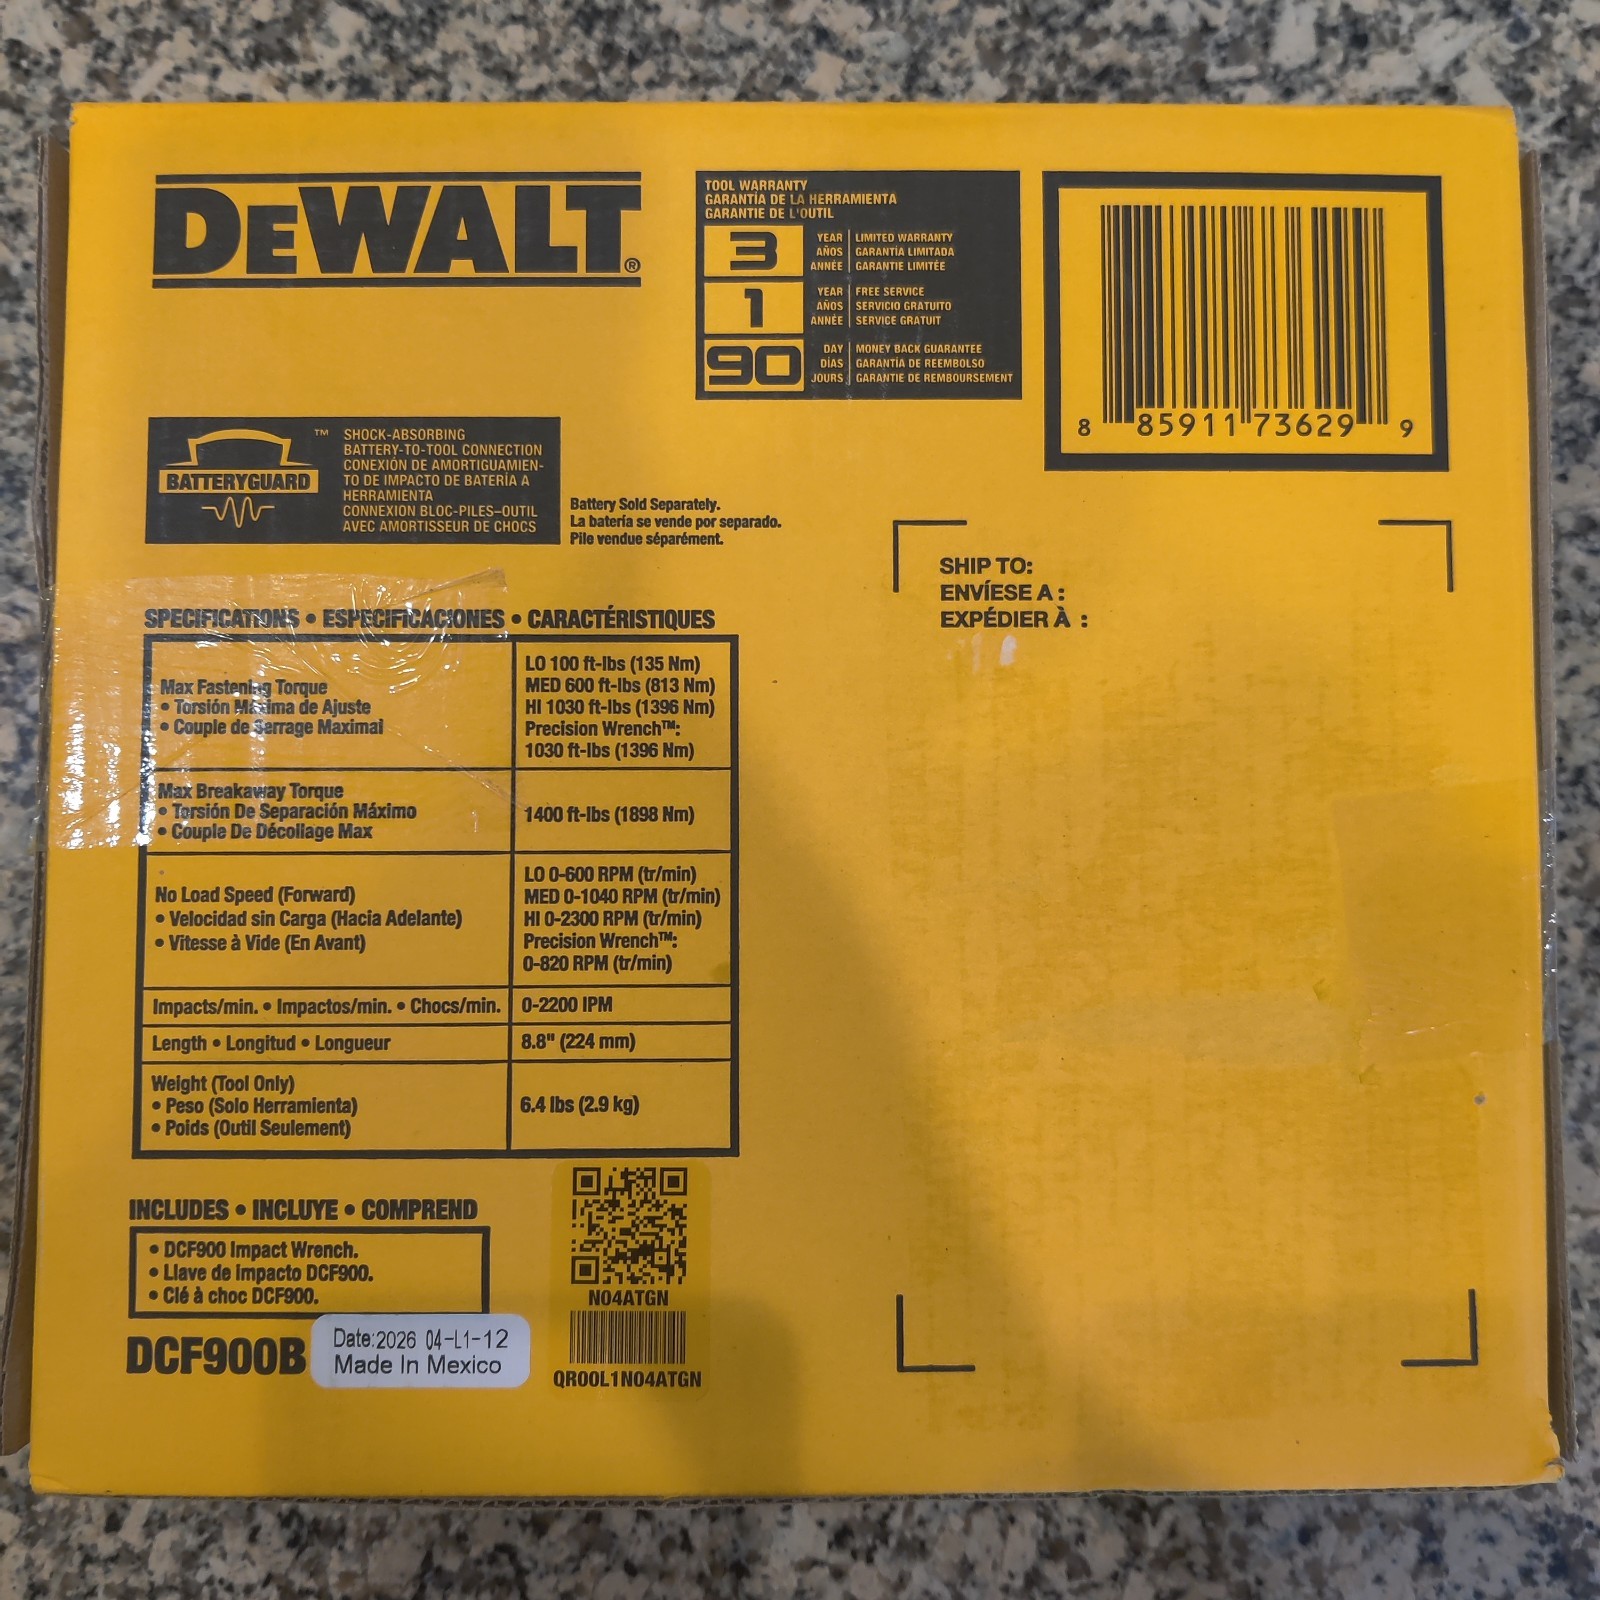 DEWALT®
TOOL WARRANTY
GARANTÍA DE LA HERRAMIENTA
GARANTIE DE L'OUTIL
3 YEAR LIMITED WARRANTY
AÑOS GARANTÍA LIMITADA
ANNÉE GARANTIE LIMITÉE
1 YEAR FREE SERVICE
AÑOS SERVICIO GRATUITO
ANNÉE SERVICE GRATUIT
90 DAY MONEY BACK GUARANTEE
DÍAS GARANTÍA DE REEMBOLSO
JOURS GARANTIE DE REMBOURSEMENT
8 85911 73629 9
BATTERYGUARD™
SHOCK-ABSORBING
BATTERY-TO-TOOL CONNECTION
CONEXIÓN DE AMORTIGUAMIEN-
TO DE IMPACTO DE BATERÍA A
HERRAMIENTA
CONNEXION BLOC-PILES–OUTIL
AVEC AMORTISSEUR DE CHOCS
Battery Sold Separately.
La batería se vende por separado.
Pile vendue séparément.
SHIP TO:
ENVÍESE A :
EXPÉDIER À :
SPECIFICATIONS • ESPECIFICACIONES • CARACTÉRISTIQUES
Max Fastening Torque
• Torsión Máxima de Ajuste
• Couple de Serrage Maximal
LO 100 ft-lbs (135 Nm)
MED 600 ft-lbs (813 Nm)
HI 1030 ft-lbs (1396 Nm)
Precision Wrench™:
1030 ft-lbs (1396 Nm)
Max Breakaway Torque
• Torsión De Separación Máximo
• Couple De Décollage Max
1400 ft-lbs (1898 Nm)
No Load Speed (Forward)
• Velocidad sin Carga (Hacia Adelante)
• Vitesse à Vide (En Avant)
LO 0-600 RPM (tr/min)
MED 0-1040 RPM (tr/min)
HI 0-2300 RPM (tr/min)
Precision Wrench™:
0-820 RPM (tr/min)
Impacts/min. • Impactos/min. • Chocs/min. 0-2200 IPM
Length • Longitud • Longueur 8.8" (224 mm)
Weight (Tool Only)
• Peso (Solo Herramienta)
• Poids (Outil Seulement)
6.4 lbs (2.9 kg)
INCLUDES • INCLUYE • COMPREND
• DCF900 Impact Wrench.
• Llave de Impacto DCF900.
• Clé à choc DCF900.
DCF900B
Date:2026 04-L1-12
Made In Mexico
N04ATGN
QR00L1N04ATGN